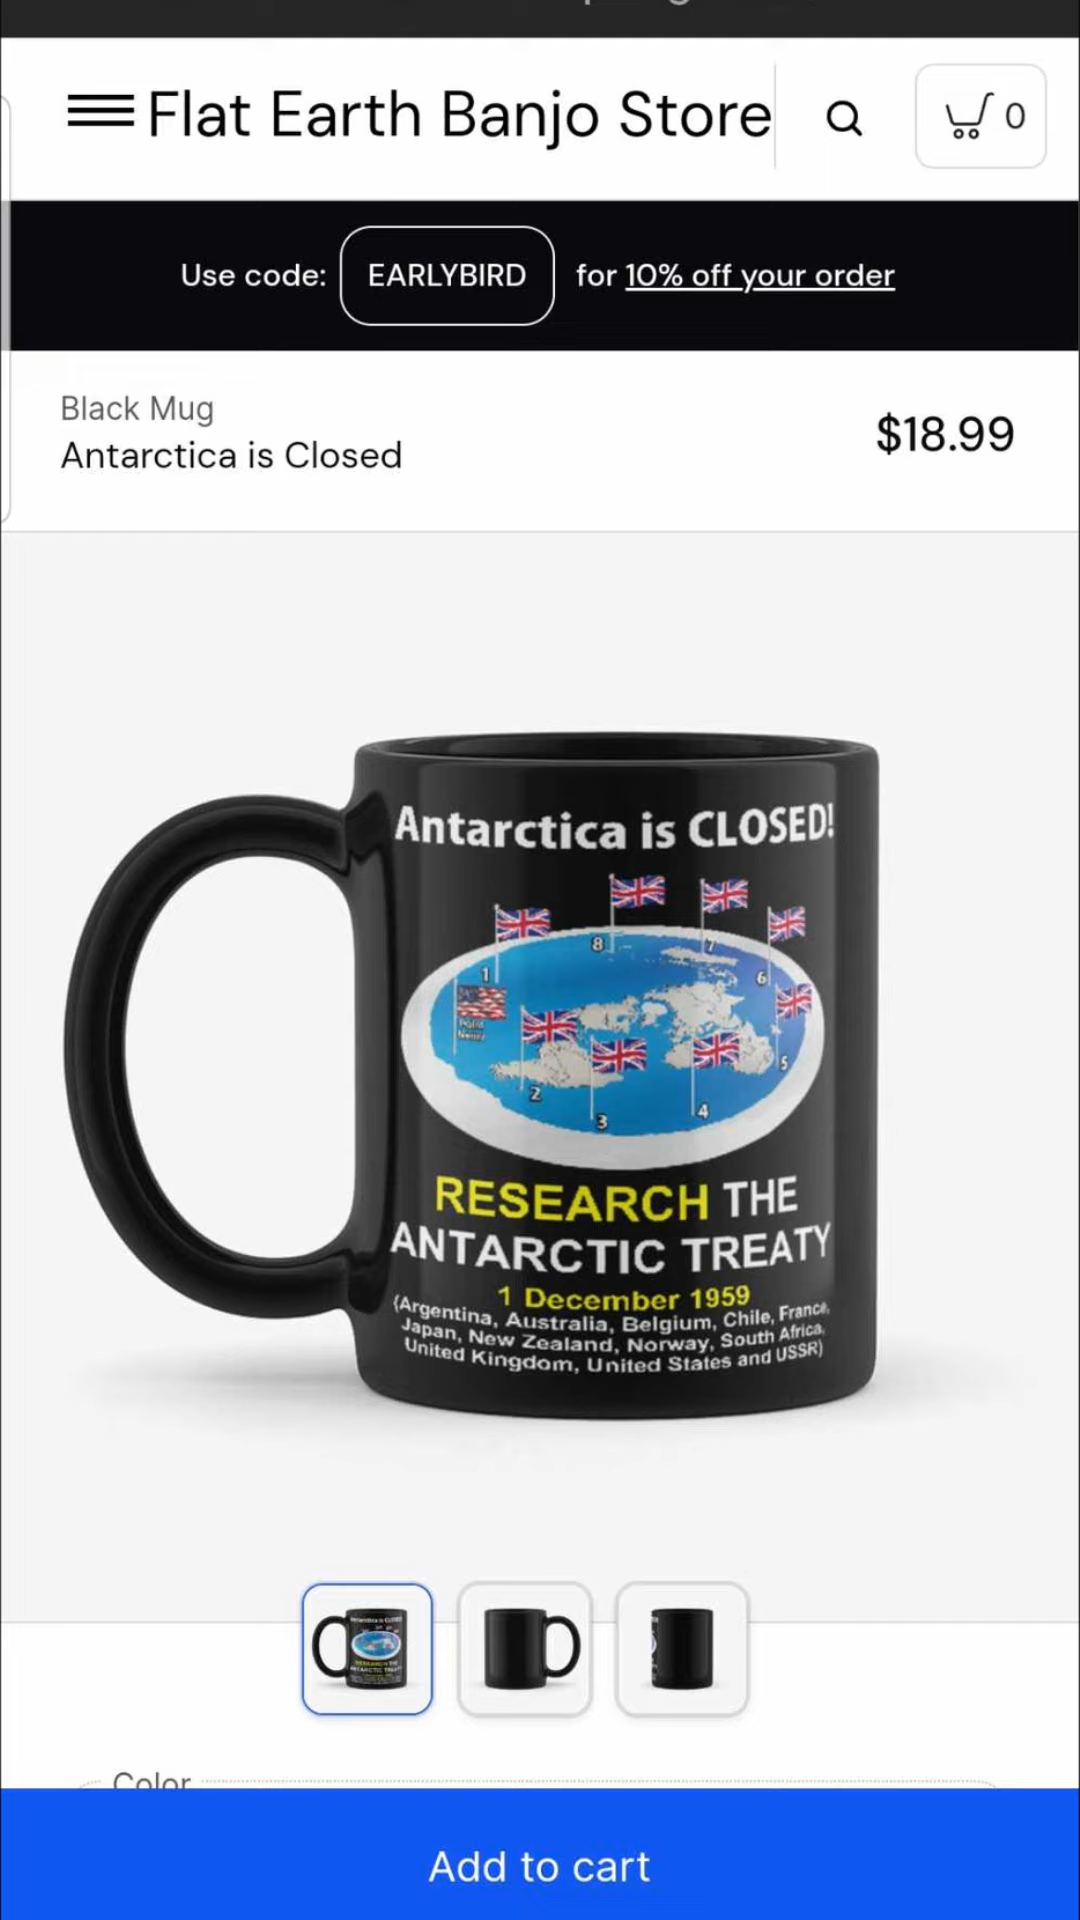 Flat Earth Banjo Store
0
Use code: EARLYBIRD for 10% off your order
Black Mug
Antarctica is Closed
$18.99
Antarctica is CLOSED!
8
7
1
6
5
2
4
3
RESEARCH THE
ANTARCTIC TREATY
1 December 1959
(Argentina, Australia, Belgium, Chile, France,
Japan, New Zealand, Norway, South Africa,
United Kingdom, United States and USSR)
Color
Add to cart